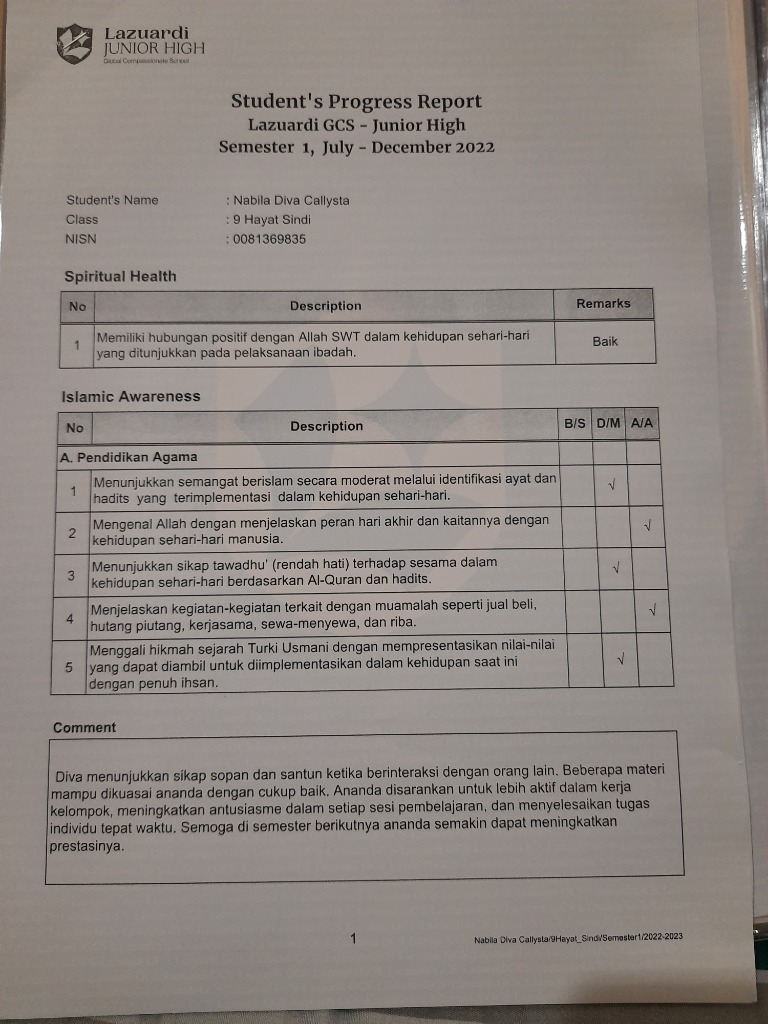 Lazuardi
JUNIOR HIGH
Global Compassionate School
Student's Progress Report
Lazuardi GCS - Junior High
Semester 1, July - December 2022
Student's Name : Nabila Diva Callysta
Class : 9 Hayat Sindi
NISN : 0081369835
Spiritual Health
No Description Remarks
1 Memiliki hubungan positif dengan Allah SWT dalam kehidupan sehari-hari
yang ditunjukkan pada pelaksanaan ibadah. Baik
Islamic Awareness
No Description B/S D/M A/A
A. Pendidikan Agama
1 Menunjukkan semangat berislam secara moderat melalui identifikasi ayat dan
hadits yang terimplementasi dalam kehidupan sehari-hari. √
2 Mengenal Allah dengan menjelaskan peran hari akhir dan kaitannya dengan
kehidupan sehari-hari manusia. √
3 Menunjukkan sikap tawadhu' (rendah hati) terhadap sesama dalam
kehidupan sehari-hari berdasarkan Al-Quran dan hadits. √
4 Menjelaskan kegiatan-kegiatan terkait dengan muamalah seperti jual beli,
hutang piutang, kerjasama, sewa-menyewa, dan riba. √
5 Menggali hikmah sejarah Turki Usmani dengan mempresentasikan nilai-nilai
yang dapat diambil untuk diimplementasikan dalam kehidupan saat ini
dengan penuh ihsan. √
Comment
Diva menunjukkan sikap sopan dan santun ketika berinteraksi dengan orang lain. Beberapa materi
mampu dikuasai ananda dengan cukup baik. Ananda disarankan untuk lebih aktif dalam kerja
kelompok, meningkatkan antusiasme dalam setiap sesi pembelajaran, dan menyelesaikan tugas
individu tepat waktu. Semoga di semester berikutnya ananda semakin dapat meningkatkan
prestasinya.
1
Nabila Diva Callysta/9Hayat_Sindi/Semester1/2022-2023